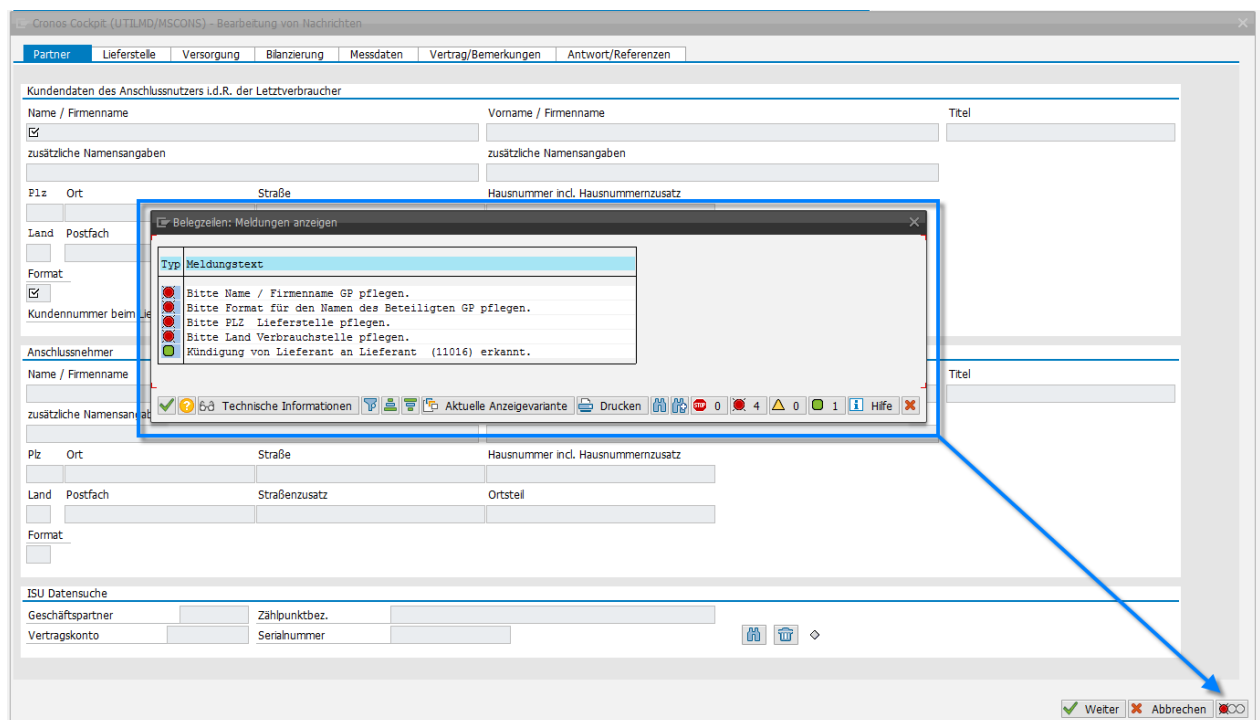 Cronos Cockpit (UTILMD/MSCONS) - Bearbeitung von Nachrichten
Partner Lieferstelle Versorgung Bilanzierung Messdaten Vertrag/Bemerkungen Antwort/Referenzen
Kundendaten des Anschlussnutzers i.d.R. der Letztverbraucher
Name / Firmenname Vorname / Firmenname Titel
zusätzliche Namensangaben zusätzliche Namensangaben
Plz Ort Straße Hausnummer incl. Hausnummernzusatz
Land Postfach
Format
Kundennummer beim
Belegzeilen: Meldungen anzeigen
Typ Meldungstext
Bitte Name / Firmenname GP pflegen.
Bitte Format für den Namen des Beteiligten GP pflegen.
Bitte PLZ Lieferstelle pflegen.
Bitte Land Verbrauchstelle pflegen.
Kündigung von Lieferant an Lieferant (11016) erkannt.
Technische Informationen Aktuelle Anzeigevariante Drucken STOP 0 4 0 1 Hilfe
Anschlussnehmer
Name / Firmenname Titel
zusätzliche
Plz Ort Straße Hausnummer incl. Hausnummernzusatz
Land Postfach Straßenzusatz Ortsteil
Format
ISU Datensuche
Geschäftspartner Zählpunktbez.
Vertragskonto Serialnummer
Weiter Abbrechen